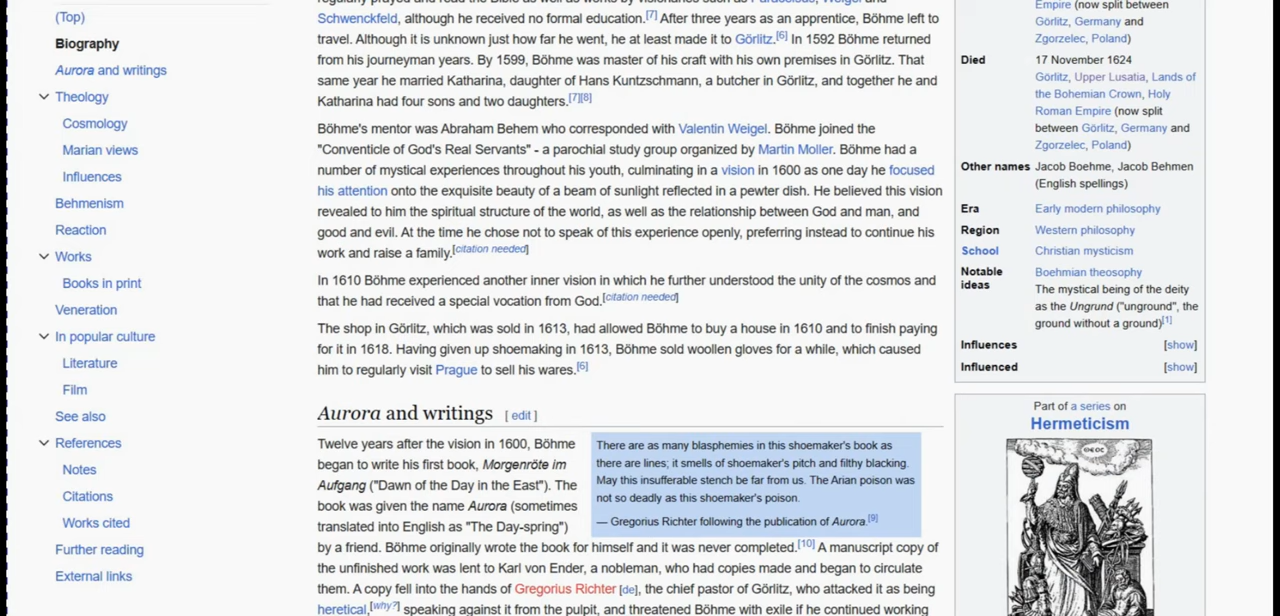 (Top)
Biography
Aurora and writings
Theology
Cosmology
Marian views
Influences
Behmenism
Reaction
Works
Books in print
Veneration
In popular culture
Literature
Film
See also
References
Notes
Citations
Works cited
Further reading
External links
regularly prayed and read the Bible as well as works by visionaries such as Paracelsus, Weigel and
Schwenckfeld, although he received no formal education.[7] After three years as an apprentice, Böhme left to
travel. Although it is unknown just how far he went, he at least made it to Görlitz.[6] In 1592 Böhme returned
from his journeyman years. By 1599, Böhme was master of his craft with his own premises in Görlitz. That
same year he married Katharina, daughter of Hans Kuntzschmann, a butcher in Görlitz, and together he and
Katharina had four sons and two daughters.[7][8]
Böhme's mentor was Abraham Behem who corresponded with Valentin Weigel. Böhme joined the
"Conventicle of God's Real Servants" - a parochial study group organized by Martin Moller. Böhme had a
number of mystical experiences throughout his youth, culminating in a vision in 1600 as one day he focused
his attention onto the exquisite beauty of a beam of sunlight reflected in a pewter dish. He believed this vision
revealed to him the spiritual structure of the world, as well as the relationship between God and man, and
good and evil. At the time he chose not to speak of this experience openly, preferring instead to continue his
work and raise a family.[citation needed]
In 1610 Böhme experienced another inner vision in which he further understood the unity of the cosmos and
that he had received a special vocation from God.[citation needed]
The shop in Görlitz, which was sold in 1613, had allowed Böhme to buy a house in 1610 and to finish paying
for it in 1618. Having given up shoemaking in 1613, Böhme sold woollen gloves for a while, which caused
him to regularly visit Prague to sell his wares.[6]
Aurora and writings [ edit ]
Twelve years after the vision in 1600, Böhme
began to write his first book, Morgenröte im
Aufgang ("Dawn of the Day in the East"). The
book was given the name Aurora (sometimes
translated into English as "The Day-spring")
by a friend. Böhme originally wrote the book for himself and it was never completed.[10] A manuscript copy of
the unfinished work was lent to Karl von Ender, a nobleman, who had copies made and began to circulate
them. A copy fell into the hands of Gregorius Richter [de], the chief pastor of Görlitz, who attacked it as being
heretical,[why?] speaking against it from the pulpit, and threatened Böhme with exile if he continued working
There are as many blasphemies in this shoemaker's book as
there are lines; it smells of shoemaker's pitch and filthy blacking.
May this insufferable stench be far from us. The Arian poison was
not so deadly as this shoemaker's poison.
— Gregorius Richter following the publication of Aurora.[9]
Empire (now split between
Görlitz, Germany and
Zgorzelec, Poland)
Died 17 November 1624
Görlitz, Upper Lusatia, Lands of
the Bohemian Crown, Holy
Roman Empire (now split
between Görlitz, Germany and
Zgorzelec, Poland)
Other names Jacob Boehme, Jacob Behmen
(English spellings)
Era Early modern philosophy
Region Western philosophy
School Christian mysticism
Notable ideas Boehmian theosophy
The mystical being of the deity
as the Ungrund ("unground", the
ground without a ground)[1]
Influences [show]
Influenced [show]
Part of a series on
Hermeticism